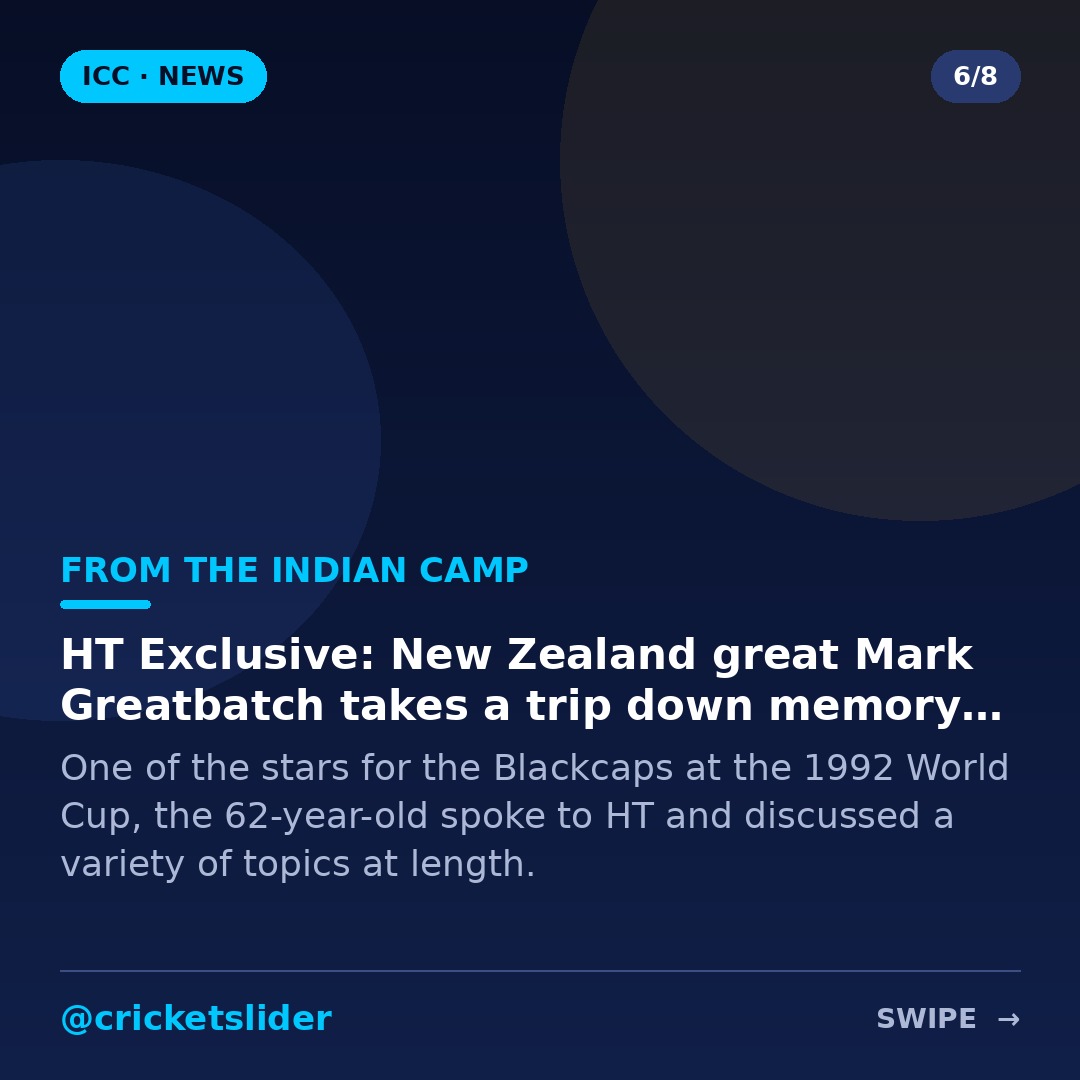 ICC · NEWS
6/8
FROM THE INDIAN CAMP
HT Exclusive: New Zealand great Mark
Greatbatch takes a trip down memory…
One of the stars for the Blackcaps at the 1992 World
Cup, the 62-year-old spoke to HT and discussed a
variety of topics at length.
@cricketslider
SWIPE →